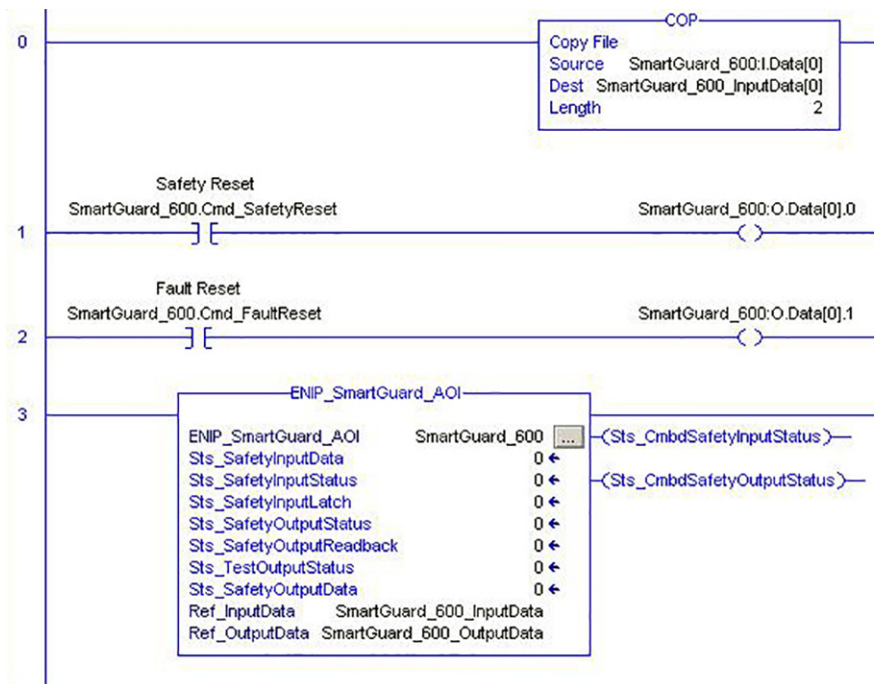 0
COP
Copy File
Source SmartGuard_600:I.Data[0]
Dest SmartGuard_600_InputData[0]
Length 2
Safety Reset
SmartGuard_600.Cmd_SafetyReset SmartGuard_600:O.Data[0].0
1
Fault Reset
SmartGuard_600.Cmd_FaultReset SmartGuard_600:O.Data[0].1
2
ENIP_SmartGuard_AOI
3
ENIP_SmartGuard_AOI SmartGuard_600 ... Sts_CmbdSafetyInputStatus
Sts_SafetyInputData 0
Sts_SafetyInputStatus 0 Sts_CmbdSafetyOutputStatus
Sts_SafetyInputLatch 0
Sts_SafetyOutputStatus 0
Sts_SafetyOutputReadback 0
Sts_TestOutputStatus 0
Sts_SafetyOutputData 0
Ref_InputData SmartGuard_600_InputData
Ref_OutputData SmartGuard_600_OutputData